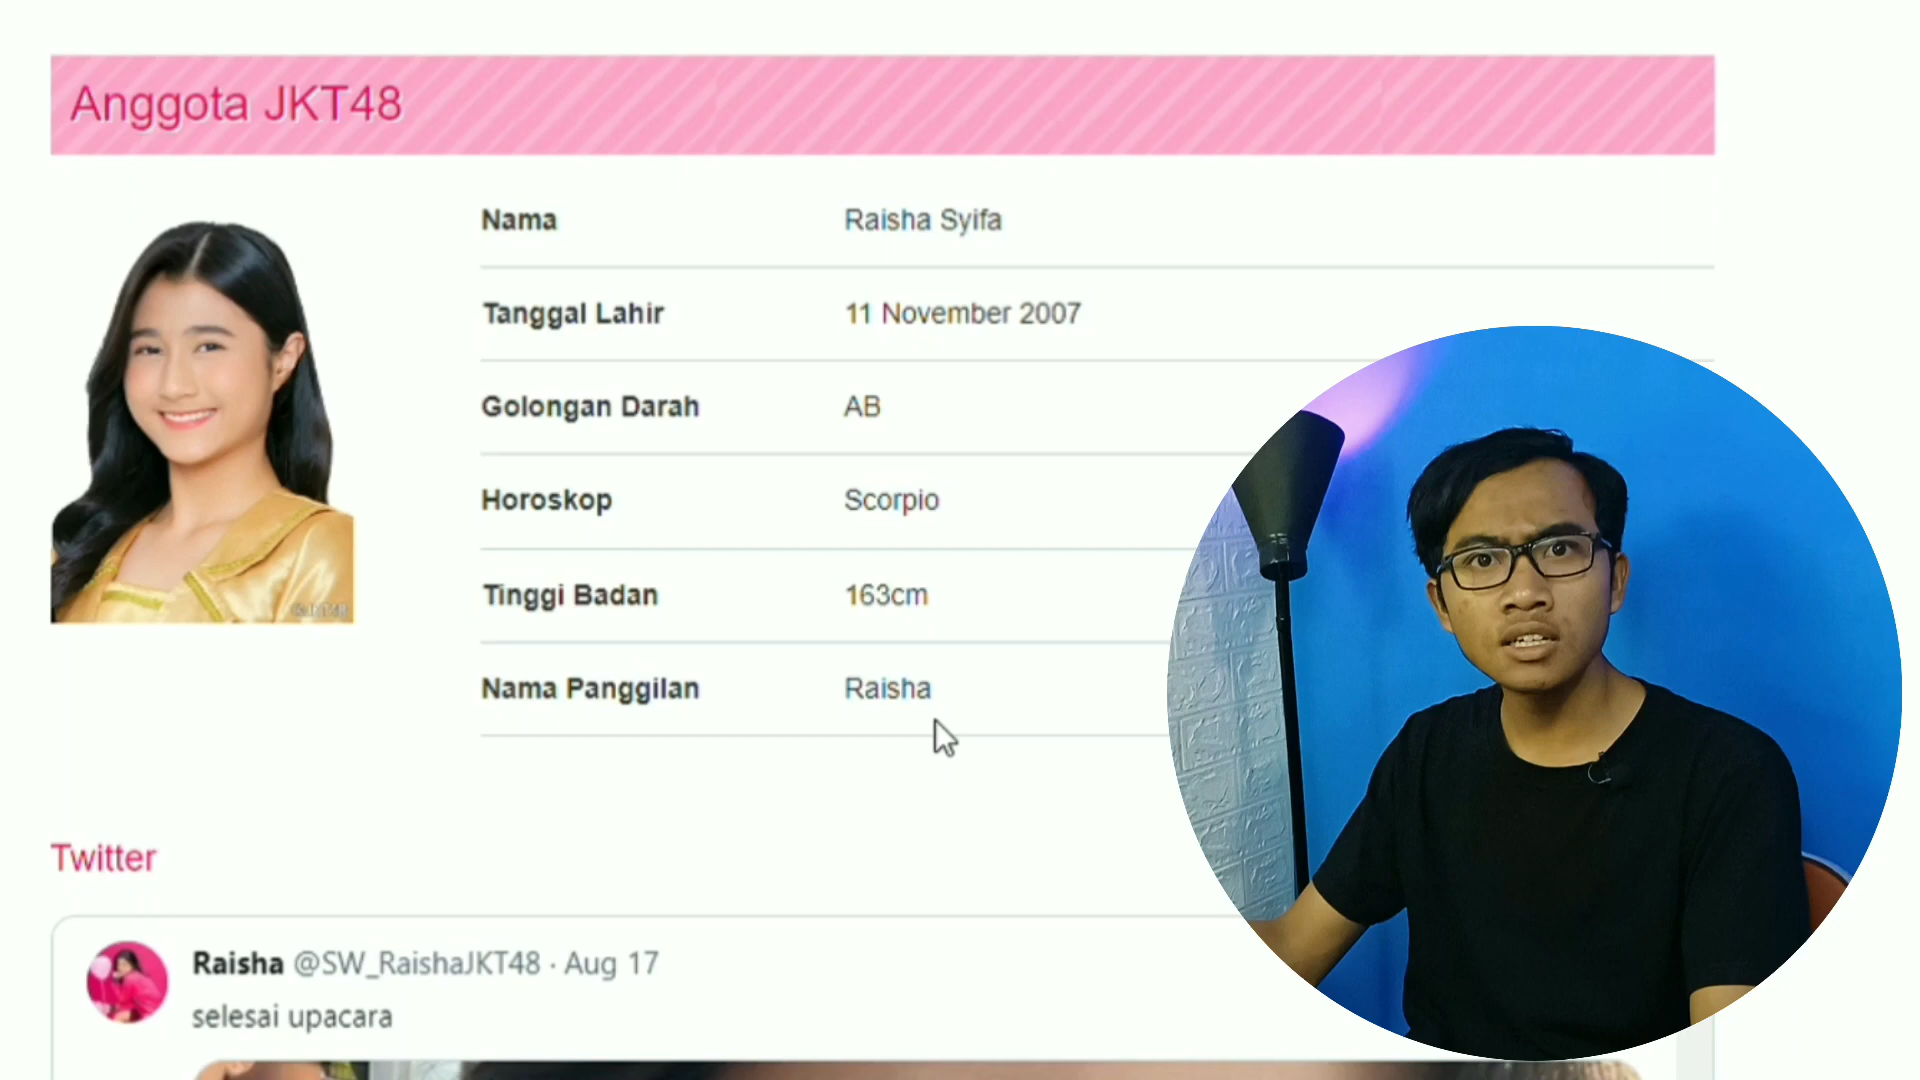 Anggota JKT48
Nama Raisha Syifa
Tanggal Lahir 11 November 2007
Golongan Darah AB
Horoskop Scorpio
Tinggi Badan 163cm
Nama Panggilan Raisha
Twitter
Raisha @SW_RaishaJKT48 · Aug 17
selesai upacara